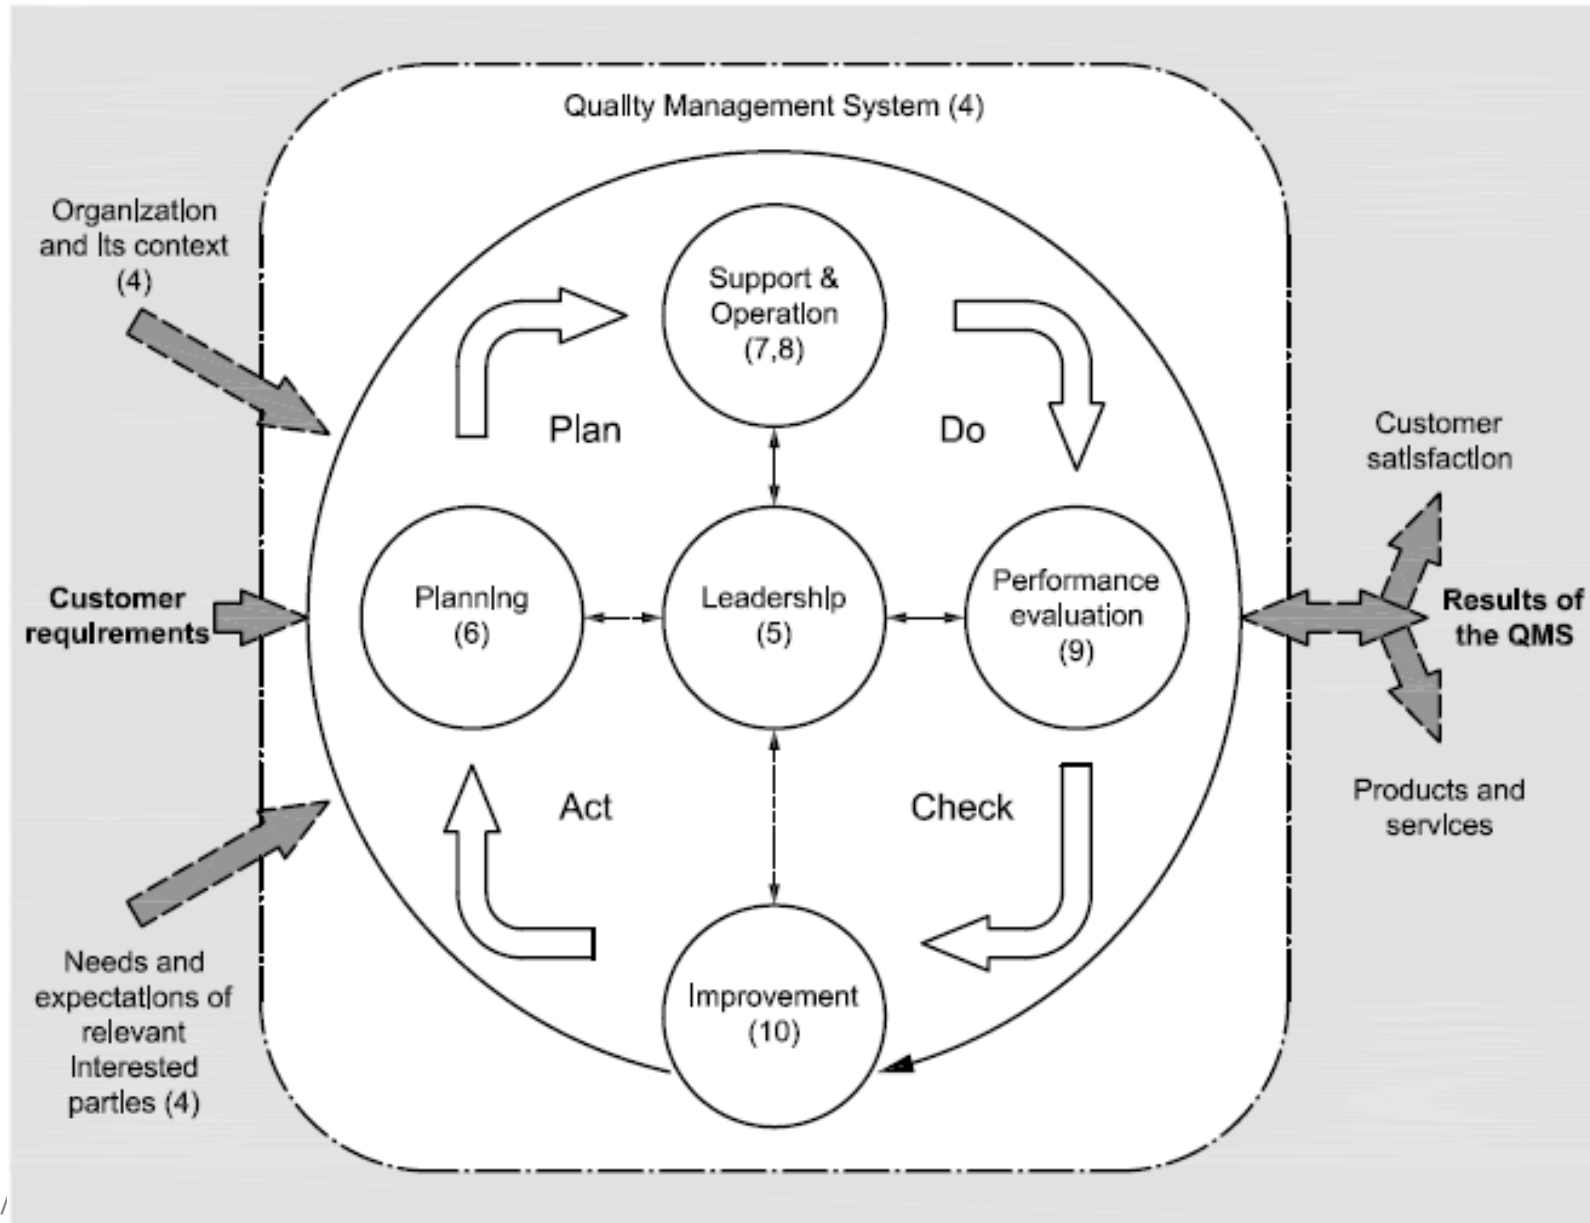 Quality Management System (4)
Organization
and its context
(4)
Support &
Operation
(7,8)
Plan
Do
Customer
satisfaction
Customer
requirements
Planning
(6)
Leadership
(5)
Performance
evaluation
(9)
Results of
the QMS
Act
Check
Products and
services
Needs and
expectations of
relevant
interested
parties (4)
Improvement
(10)
/